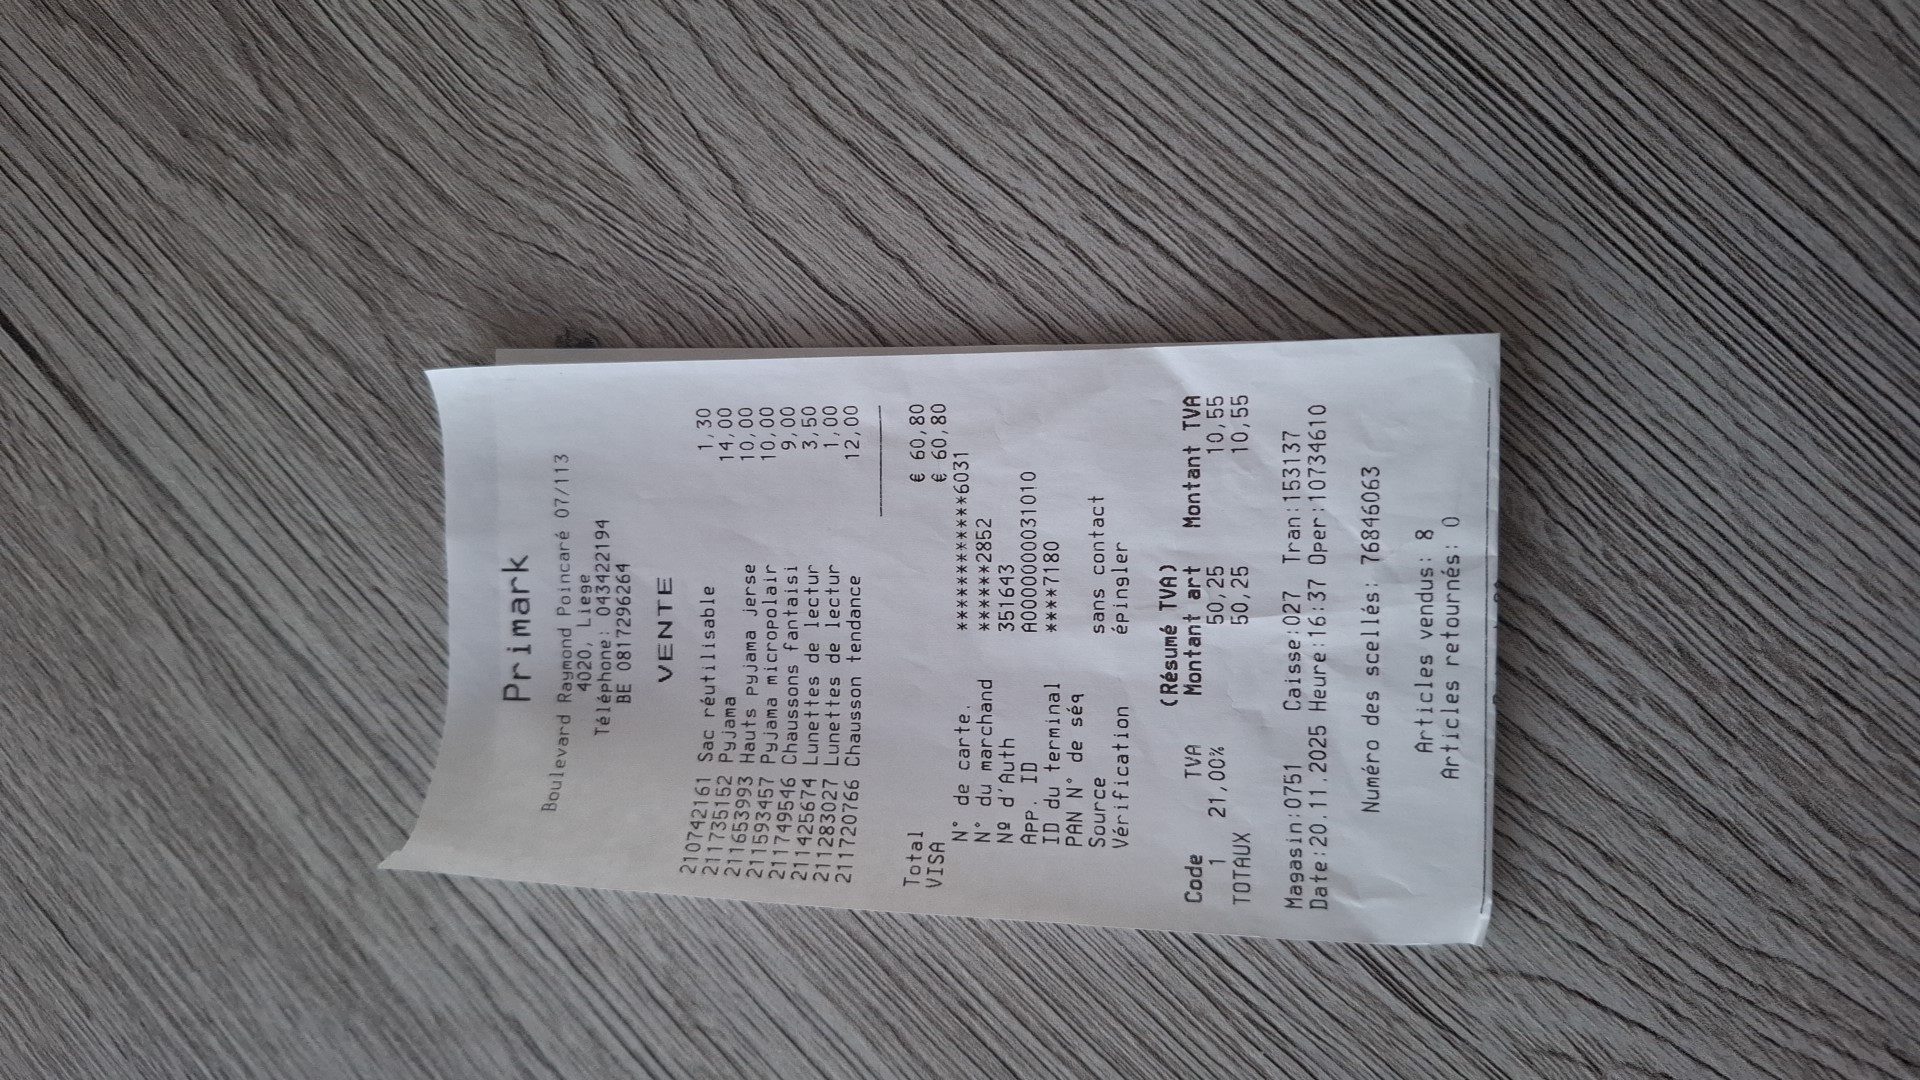 Primark
Boulevard Raymond Poincaré 07/113
4020, Liege
Téléphone: 043422194
BE 0817296264
VENTE
210742161 Sac réutilisable 1,30
211735152 Pyjama 14,00
211653993 Hauts pyjama jerse 10,00
211593457 Pyjama micropolair 10,00
211749546 Chaussons fantaisi 9,00
211425674 Lunettes de lectur 3,50
211283027 Lunettes de lectur 1,00
211720766 Chausson tendance 12,00
Total € 60,80
VISA € 60,80
N° de carte. ************6031
N° du marchand ******2852
Nº d'Auth 351643
App. ID A0000000031010
ID du terminal ****7180
PAN N° de séq
Source sans contact
Vérification épingler
(Résumé TVA)
Code TVA Montant art Montant TVA
1 21,00% 50,25 10,55
TOTAUX 50,25 10,55
Magasin:0751 Caisse:027 Tran:153137
Date:20.11.2025 Heure:16:37 Oper:10734610
Numéro des scellés: 76846063
Articles vendus: 8
Articles retournés: 0